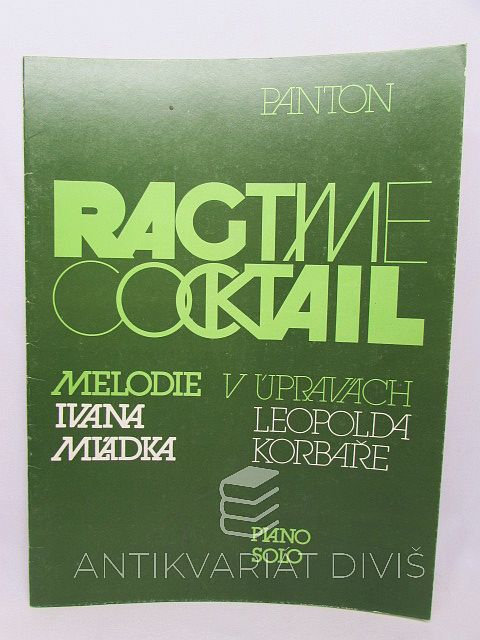 PANTON
RAGTIME
COCKTAIL
MELODIE V ÚPRAVÁCH
IVANA LEOPOLDA
MLÁDKA KORBAŘE
PIANO
SOLO
ANTIKVARIÁT DIVIŠ